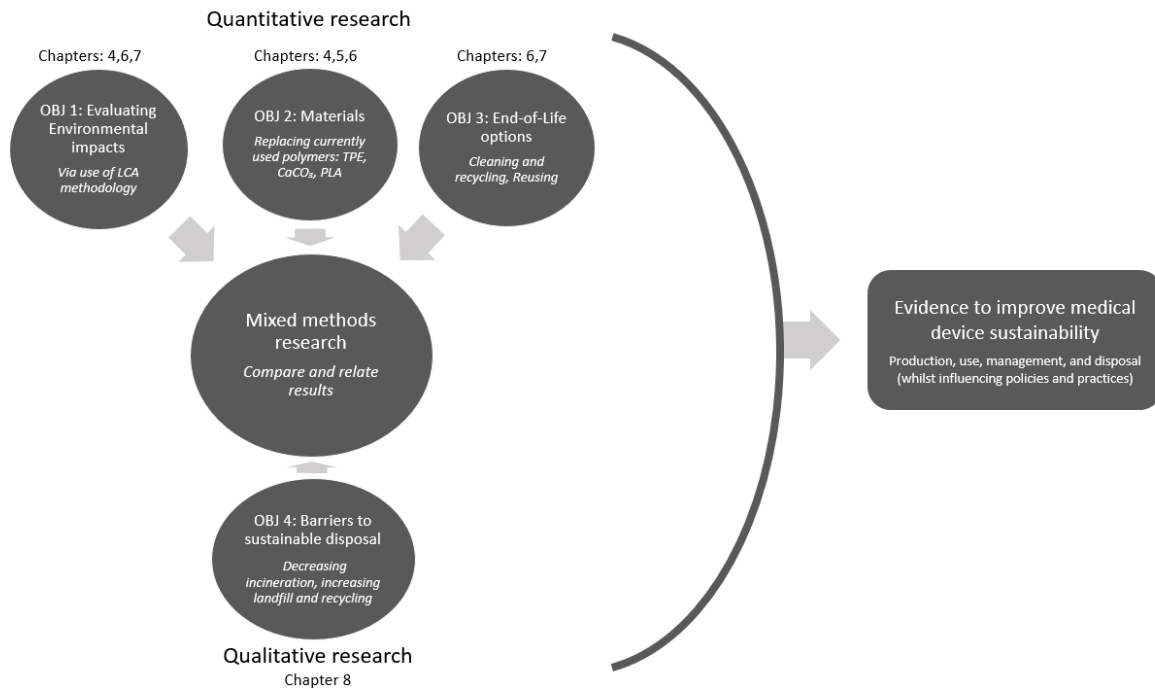 Quantitative research
Chapters: 4,6,7
OBJ 1: Evaluating
Environmental
impacts
Via use of LCA
methodology
Chapters: 4,5,6
OBJ 2: Materials
Replacing currently
used polymers: TPE,
CaCO₃, PLA
Chapters: 6,7
OBJ 3: End-of-Life
options
Cleaning and
recycling, Reusing
Mixed methods
research
Compare and relate
results
OBJ 4: Barriers to
sustainable disposal
Decreasing
incineration, increasing
landfill and recycling
Qualitative research
Chapter 8
Evidence to improve medical
device sustainability
Production, use, management, and disposal
(whilst influencing policies and practices)